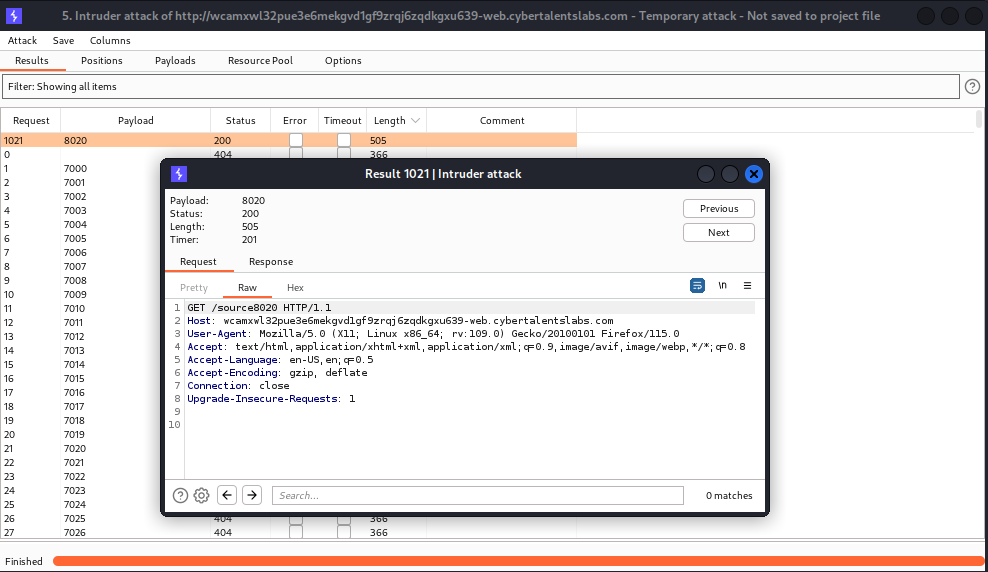 5. Intruder attack of http://wcamxwl32pue3e6mekgvd1gf9zrqj6zqdkgxu639-web.cybertalentslabs.com - Temporary attack - Not saved to project file
Attack Save Columns
Results Positions Payloads Resource Pool Options
Filter: Showing all items
Request Payload Status Error Timeout Length Comment
1021 8020 200 505
0 404 366
1 7000
2 7001
3 7002
4 7003
5 7004
6 7005
7 7006
8 7007
9 7008
10 7009
11 7010
12 7011
13 7012
14 7013
15 7014
16 7015
17 7016
18 7017
19 7018
20 7019
21 7020
22 7021
23 7022
24 7023
25 7024
26 7025 404 366
27 7026 404 366
Finished
Result 1021 | Intruder attack
Payload: 8020
Status: 200
Length: 505
Timer: 201
Previous
Next
Request Response
Pretty Raw Hex \n
1 GET /source8020 HTTP/1.1
2 Host: wcamxwl32pue3e6mekgvd1gf9zrqj6zqdkgxu639-web.cybertalentslabs.com
3 User-Agent: Mozilla/5.0 (X11; Linux x86_64; rv:109.0) Gecko/20100101 Firefox/115.0
4 Accept: text/html,application/xhtml+xml,application/xml;q=0.9,image/avif,image/webp,*/*;q=0.8
5 Accept-Language: en-US,en;q=0.5
6 Accept-Encoding: gzip, deflate
7 Connection: close
8 Upgrade-Insecure-Requests: 1
9
10
Search...
0 matches